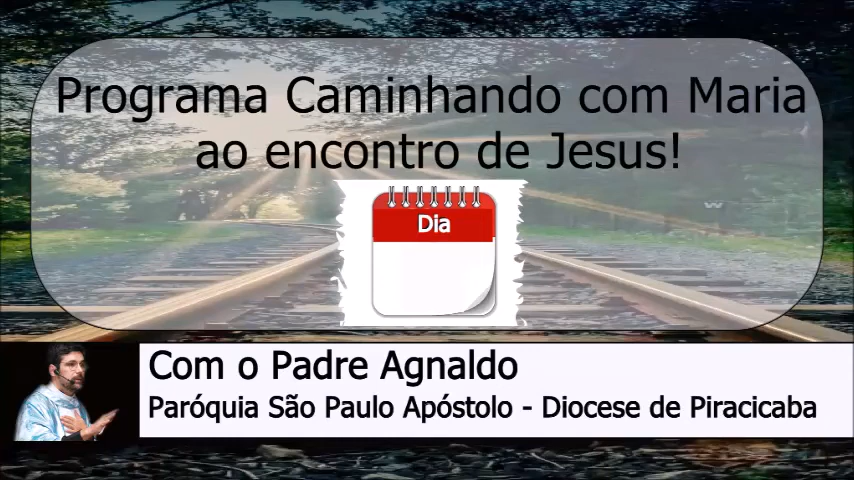 Programa Caminhando com Maria
ao encontro de Jesus!
Dia
Com o Padre Agnaldo
Paróquia São Paulo Apóstolo - Diocese de Piracicaba